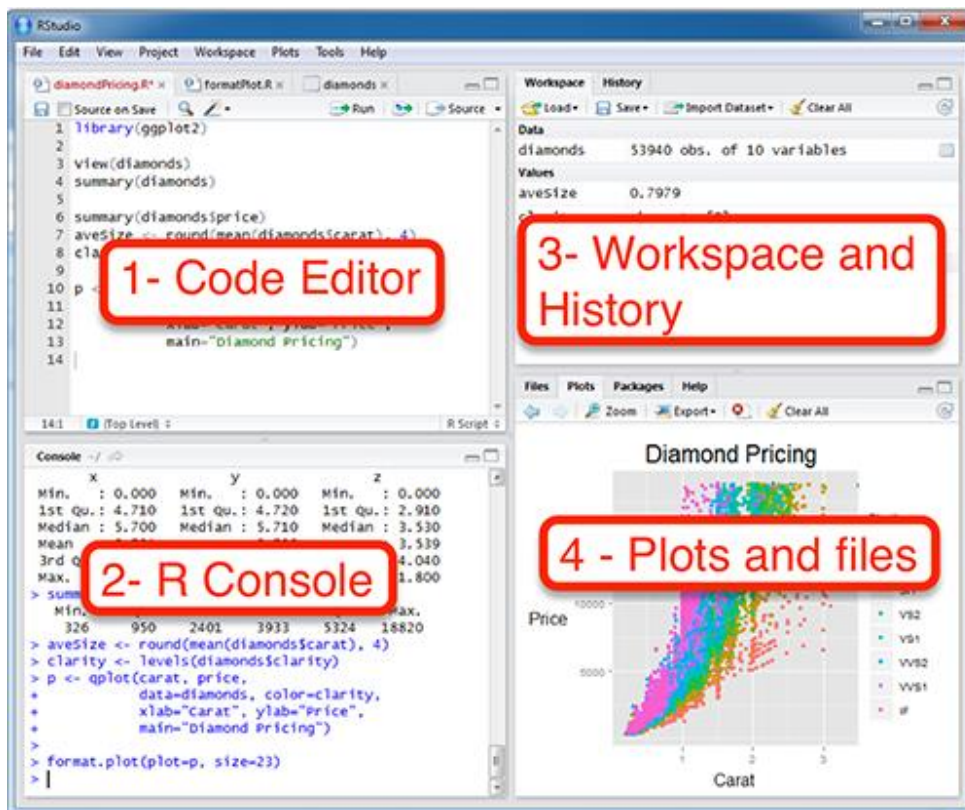 RStudio
File Edit View Project Workspace Plots Tools Help
diamondPricing.R* formatPlot.R diamonds
Source on Save Run Source
1 library(ggplot2)
2
3 view(diamonds)
4 summary(diamonds)
5
6 summary(diamonds$price)
7 aveSize <- round(mean(diamonds$carat), 4)
8 cla
9
10 p <
11
12 xlab="Carat", ylab="Price",
13 main="Diamond Pricing")
14
1- Code Editor
14:1 (Top Level) R Script
Console ~/
x y z
Min. : 0.000 Min. : 0.000 Min. : 0.000
1st Qu.: 4.710 1st Qu.: 4.720 1st Qu.: 2.910
Median : 5.700 Median : 5.710 Median : 3.530
Mean 3.539
3rd Q 4.040
Max. 1.800
> summ
Min. Max.
326 950 2401 3933 5324 18820
> aveSize <- round(mean(diamonds$carat), 4)
> clarity <- levels(diamonds$clarity)
> p <- qplot(carat, price,
+ data=diamonds, color=clarity,
+ xlab="Carat", ylab="Price",
+ main="Diamond Pricing")
>
> format.plot(plot=p, size=23)
>
2- R Console
Workspace History
Load Save Import Dataset Clear All
Data
diamonds 53940 obs. of 10 variables
Values
aveSize 0.7979
3- Workspace and
History
Files Plots Packages Help
Zoom Export Clear All
Diamond Pricing
4 - Plots and files
Price
10000
5000
1 2 3
Carat
VS2
VS1
VVS2
VVS1
IF